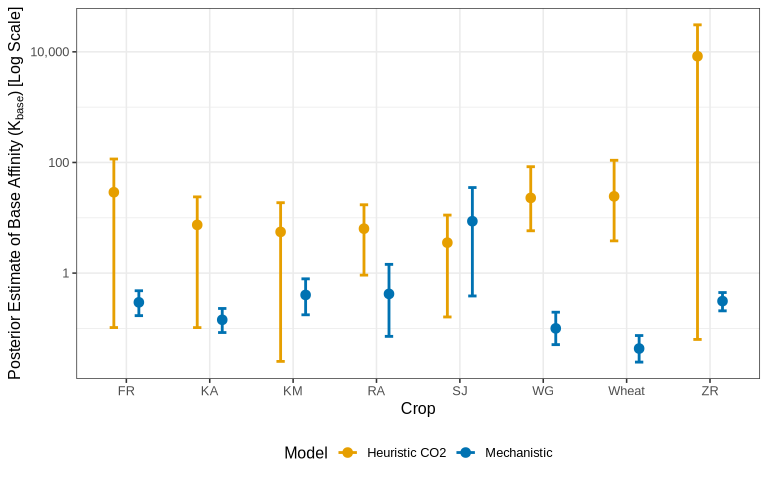 Posterior Estimate of Base Affinity (Kbase) [Log Scale]
10,000
100
1
FR KA KM RA SJ WG Wheat ZR
Crop
Model Heuristic CO2 Mechanistic